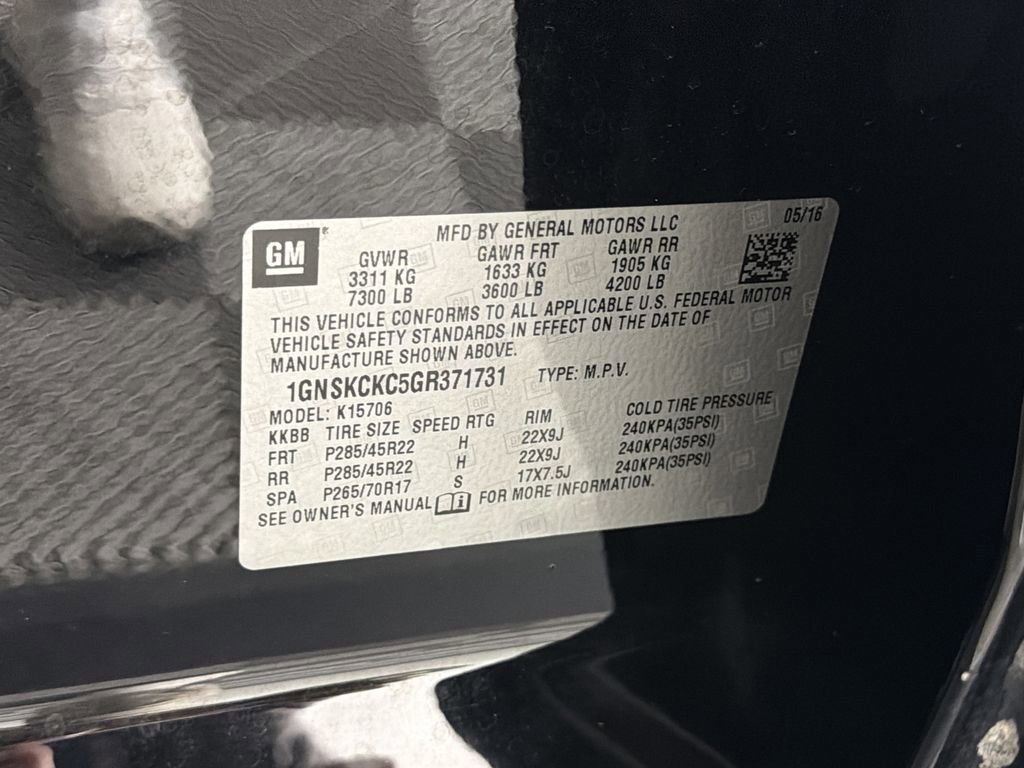 GM
MFD BY GENERAL MOTORS LLC 05/16
GVWR GAWR FRT GAWR RR
3311 KG 1633 KG 1905 KG
7300 LB 3600 LB 4200 LB
THIS VEHICLE CONFORMS TO ALL APPLICABLE U.S. FEDERAL MOTOR
VEHICLE SAFETY STANDARDS IN EFFECT ON THE DATE OF
MANUFACTURE SHOWN ABOVE.
1GNSKCKC5GR371731 TYPE: M.P.V.
MODEL: K15706
KKBB TIRE SIZE SPEED RTG RIM COLD TIRE PRESSURE
FRT P285/45R22 H 22X9J 240KPA(35PSI)
RR P285/45R22 H 22X9J 240KPA(35PSI)
SPA P265/70R17 S 17X7.5J 240KPA(35PSI)
SEE OWNER'S MANUAL FOR MORE INFORMATION.